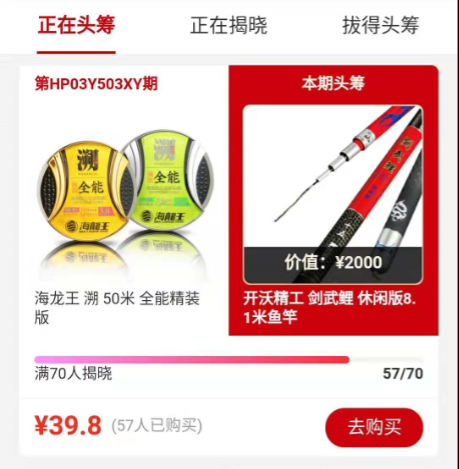 正在头筹
正在揭晓
拔得头筹
第HP03Y503XY期
本期头筹
溯
全能
海龍王
溯
全能
海龍王
价值：¥2000
海龙王 溯 50米 全能精装
版
开沃精工 剑武鲤 休闲版8.
1米鱼竿
满70人揭晓
57/70
¥39.8
(57人已购买)
去购买